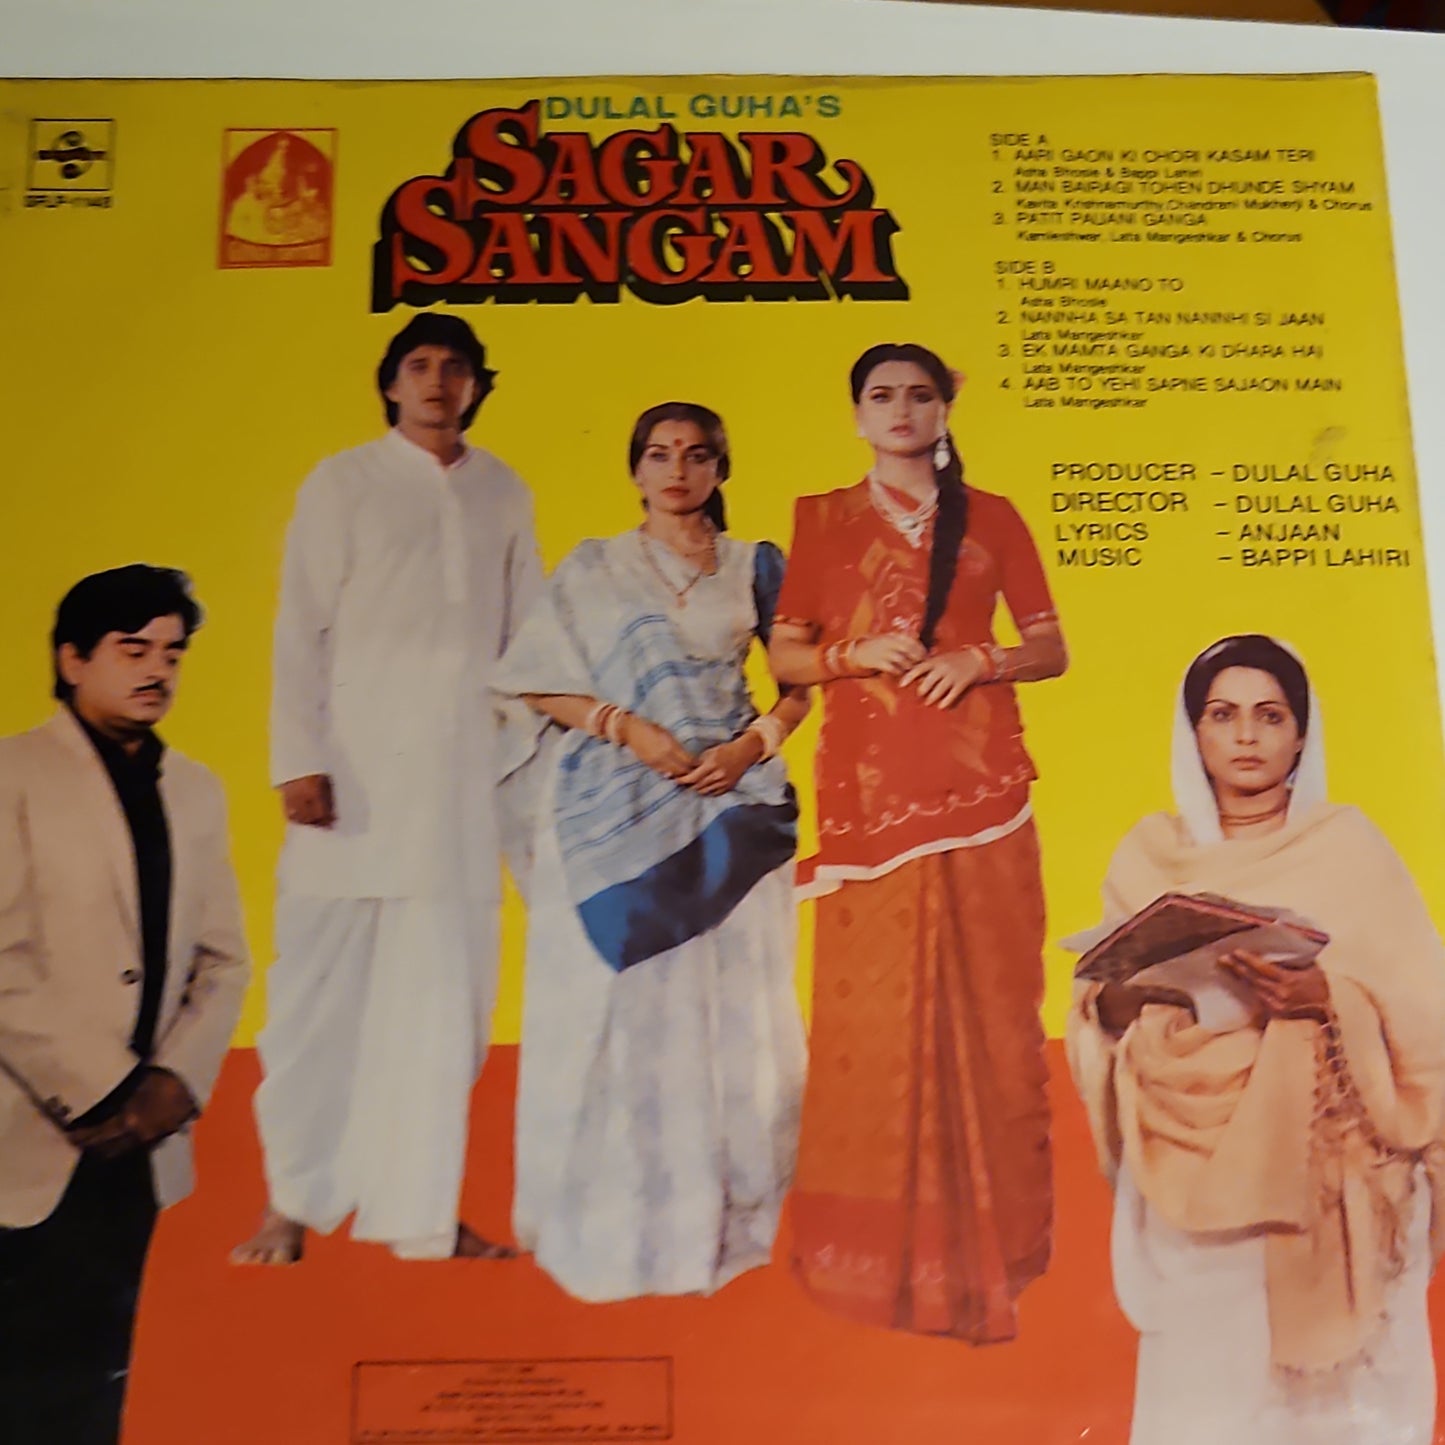 DULAL GUHA'S
SAGAR
SANGAM
SIDE A
1. AARI GAON KI CHORI KASAM TERI
Asha Bhosle & Bappi Lahiri
2. MAN BAIRAGI TOHEN DHUNDE SHYAM
Kavita Krishnamurthy, Chandrani Mukherji & Chorus
3. PATIT PAUANI GANGA
Kamleshwar, Lata Mangeshkar & Chorus
SIDE B
1. HUMRI MAANO TO
Asha Bhosle
2. NANNHA SA TAN NANNHI SI JAAN
Lata Mangeshkar
3. EK MAMTA GANGA KI DHARA HAI
Lata Mangeshkar
4. AAB TO YEHI SAPNE SAJAON MAIN
Lata Mangeshkar
PRODUCER - DULAL GUHA
DIRECTOR - DULAL GUHA
LYRICS - ANJAAN
MUSIC - BAPPI LAHIRI